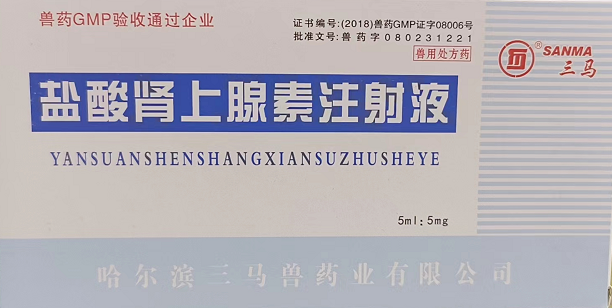 兽药GMP验收通过企业
证书编号:(2018)兽药GMP证字08006号
批准文号:兽药字080231221
兽用处方药
® SANMA
三马
盐酸肾上腺素注射液
YANSUANSHENSHANGXIANSUZHUSHEYE
5ml:5mg
哈尔滨三马兽药业有限公司